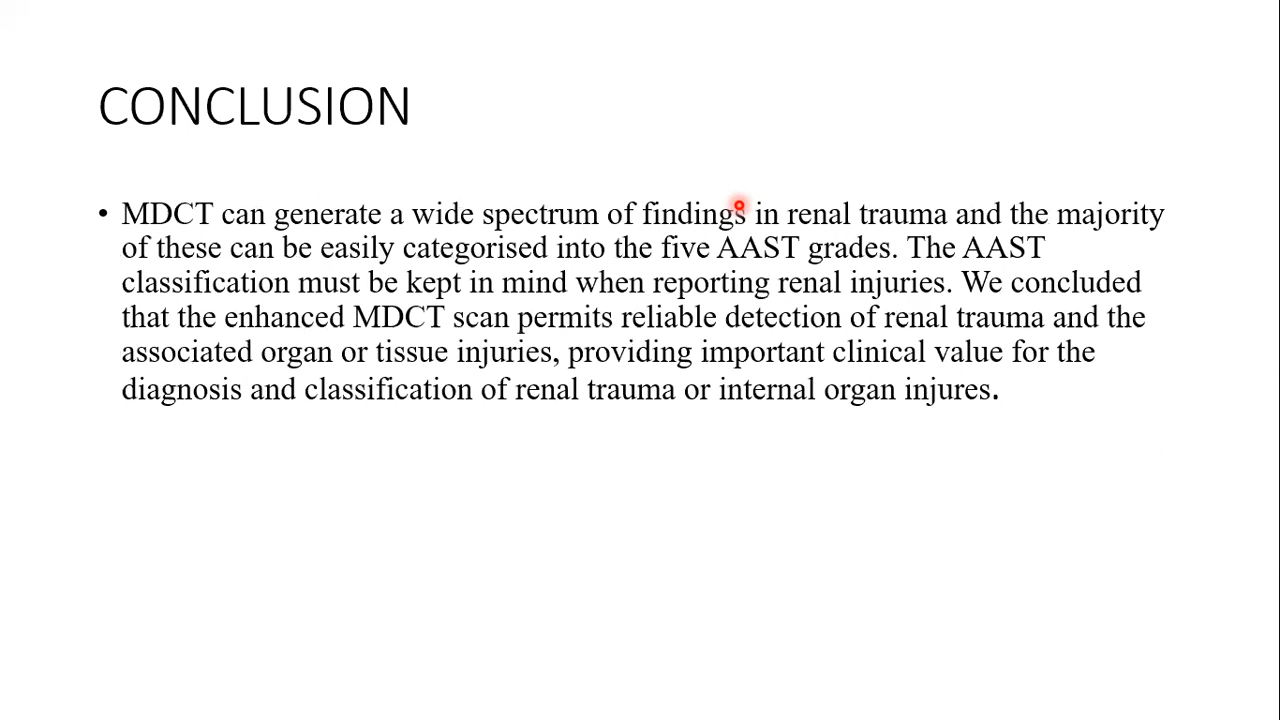 CONCLUSION
• MDCT can generate a wide spectrum of findings in renal trauma and the majority
of these can be easily categorised into the five AAST grades. The AAST
classification must be kept in mind when reporting renal injuries. We concluded
that the enhanced MDCT scan permits reliable detection of renal trauma and the
associated organ or tissue injuries, providing important clinical value for the
diagnosis and classification of renal trauma or internal organ injures.